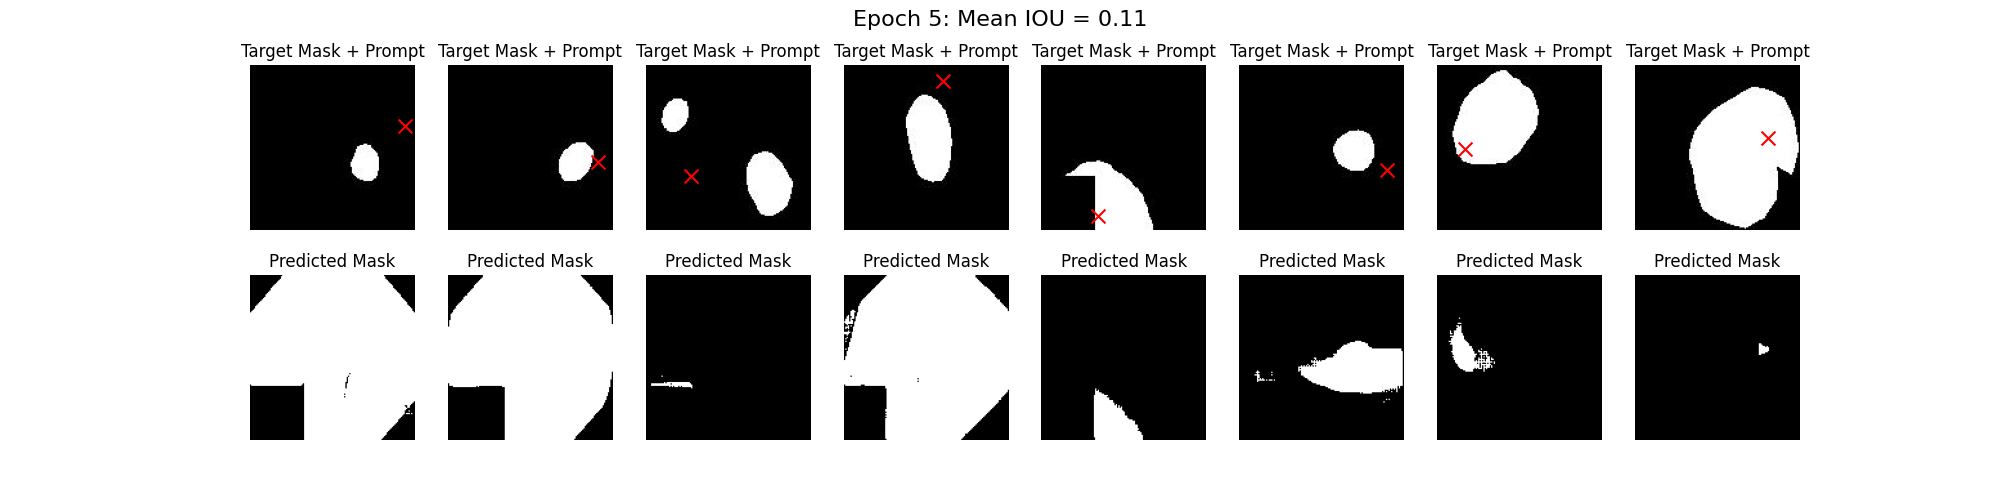 Epoch 5: Mean IOU = 0.11
Target Mask + Prompt Target Mask + Prompt Target Mask + Prompt Target Mask + Prompt Target Mask + Prompt Target Mask + Prompt Target Mask + Prompt Target Mask + Prompt
Predicted Mask Predicted Mask Predicted Mask Predicted Mask Predicted Mask Predicted Mask Predicted Mask Predicted Mask